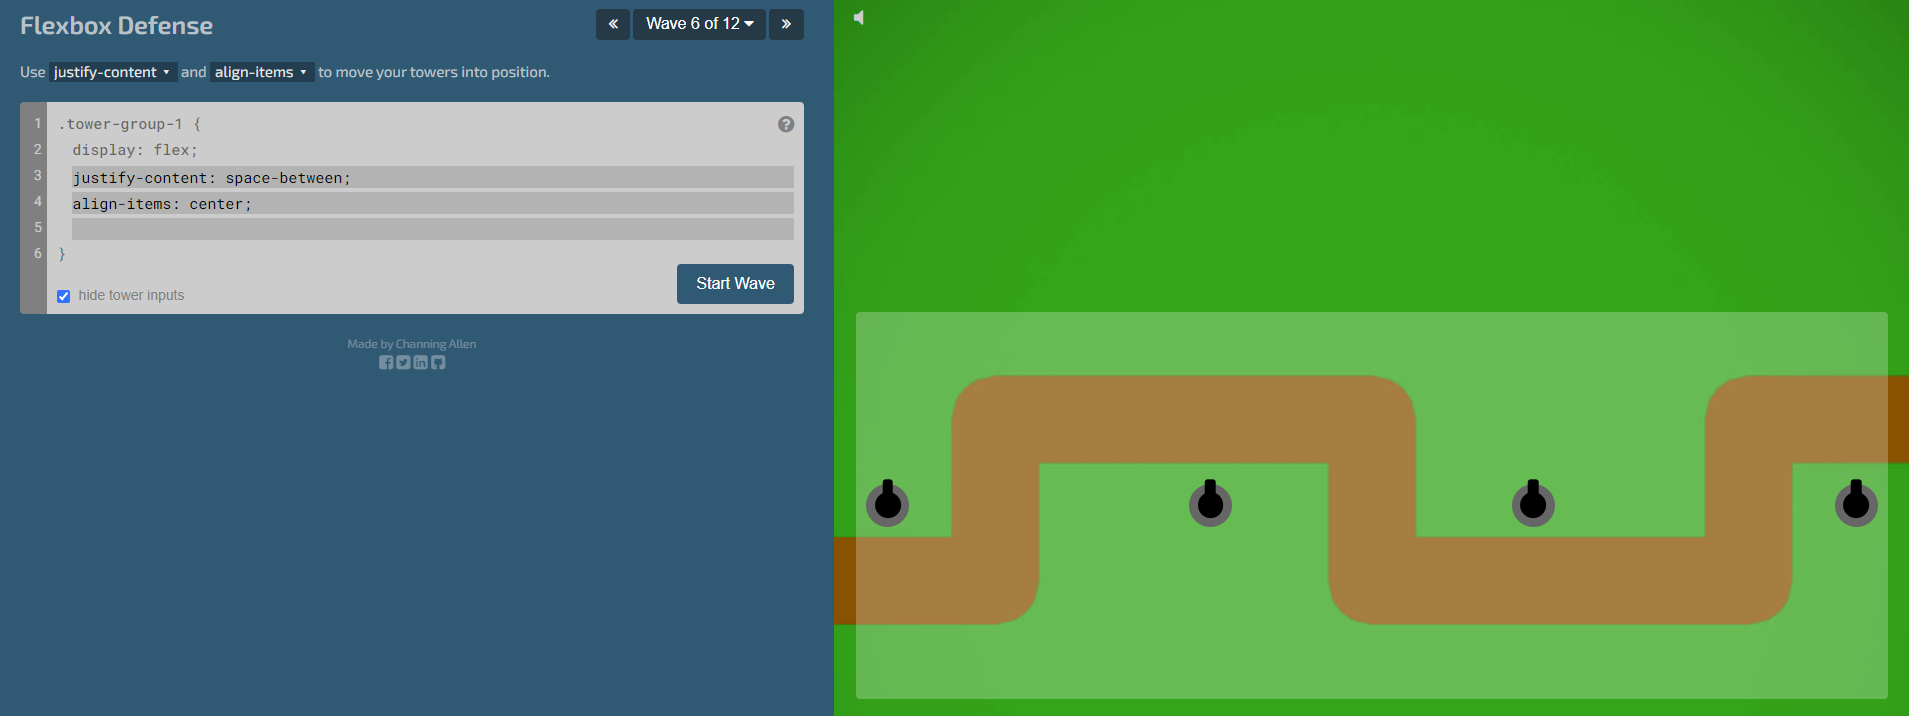 Flexbox Defense
« Wave 6 of 12 »
Use justify-content and align-items to move your towers into position.
1 .tower-group-1 { ?
2 display: flex;
3 justify-content: space-between;
4 align-items: center;
5
6 }
hide tower inputs
Start Wave
Made by Channing Allen